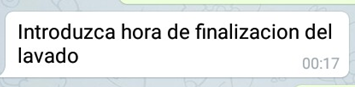 Introduzca hora de finalizacion del
lavado
00:17